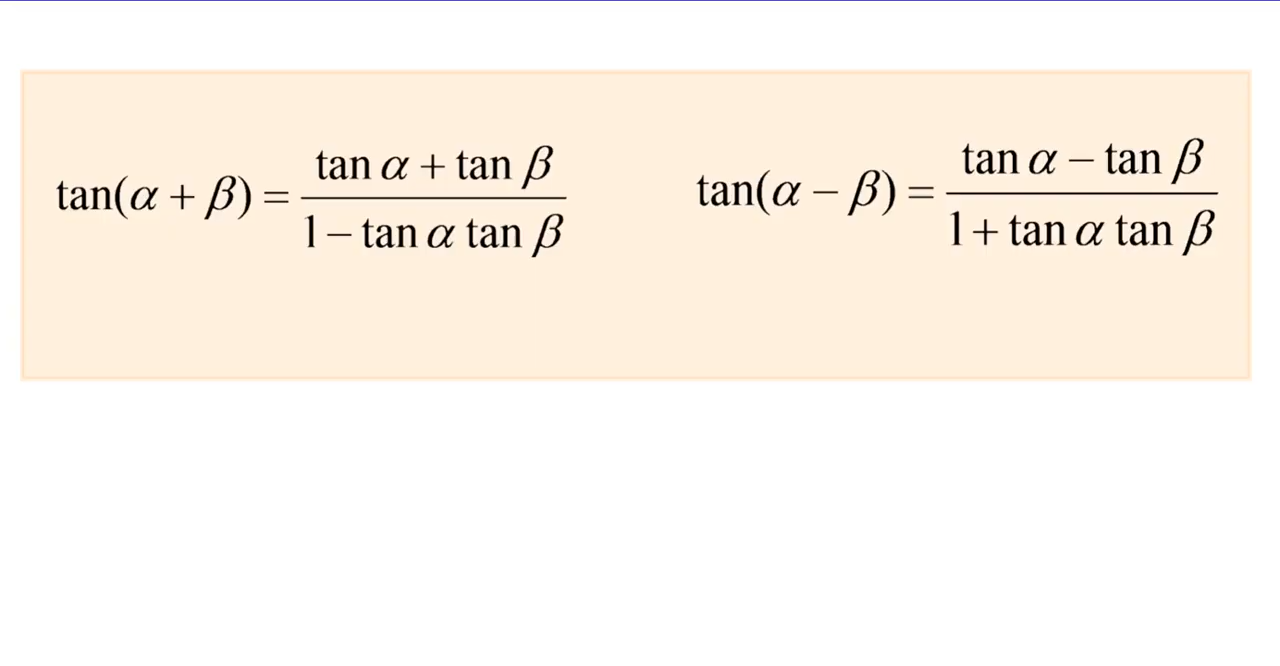 tan(α + β) = (tan α + tan β) / (1 − tan α tan β)
tan(α − β) = (tan α − tan β) / (1 + tan α tan β)